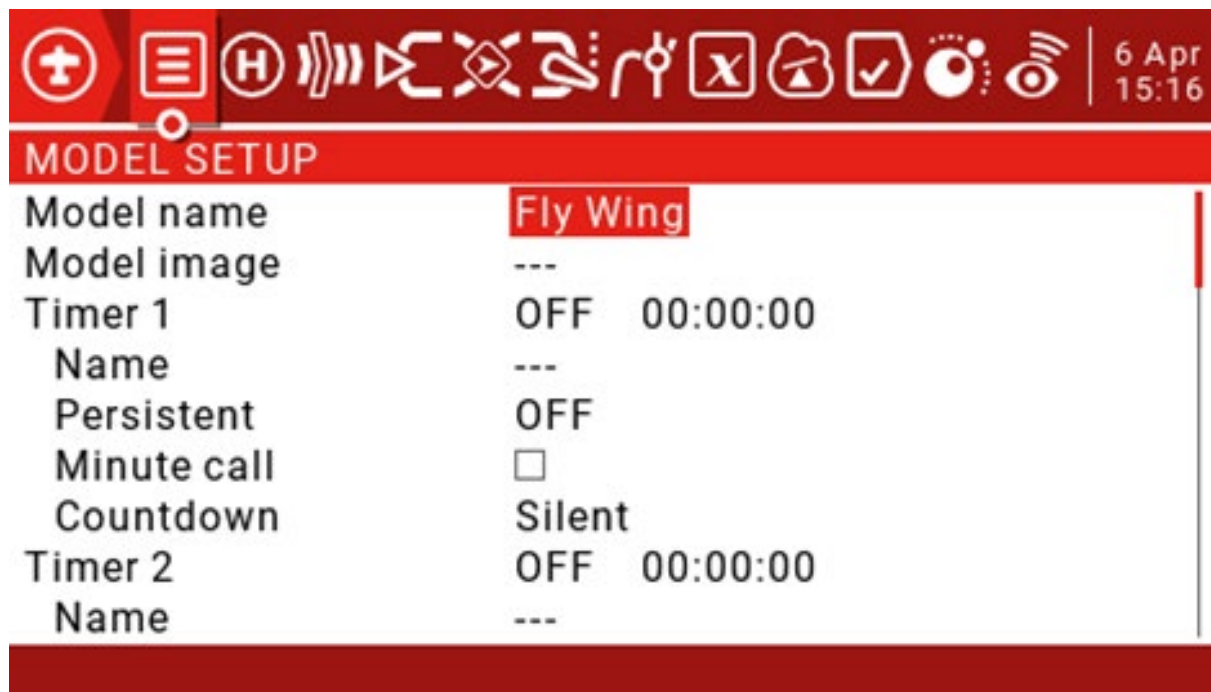 6 Apr
15:16
MODEL SETUP
Model name Fly Wing
Model image ---
Timer 1 OFF 00:00:00
Name ---
Persistent OFF
Minute call
Countdown Silent
Timer 2 OFF 00:00:00
Name ---